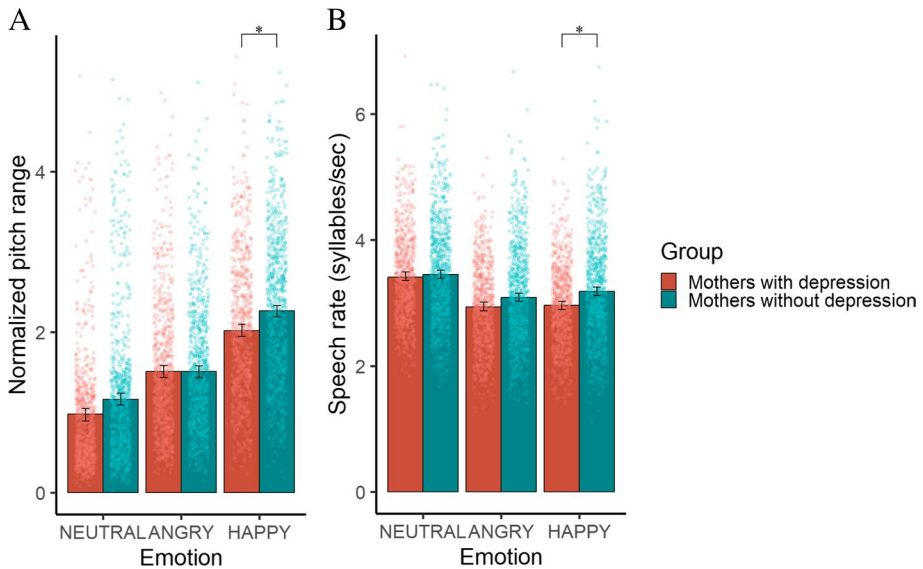 A
*
Normalized pitch range
4
2
0
NEUTRAL ANGRY HAPPY
Emotion
B
*
Speech rate (syllables/sec)
6
4
2
0
NEUTRAL ANGRY HAPPY
Emotion
Group
Mothers with depression
Mothers without depression